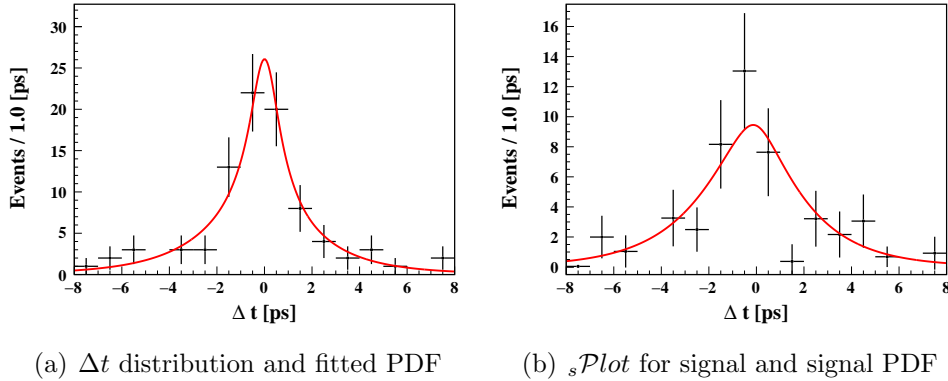 Events / 1.0 [ps]
30
25
20
15
10
5
0
−8 −6 −4 −2 0 2 4 6 8
Δ t [ps]
(a) Δt distribution and fitted PDF
Events / 1.0 [ps]
16
14
12
10
8
6
4
2
0
−8 −6 −4 −2 0 2 4 6 8
Δ t [ps]
(b) sPlot for signal and signal PDF